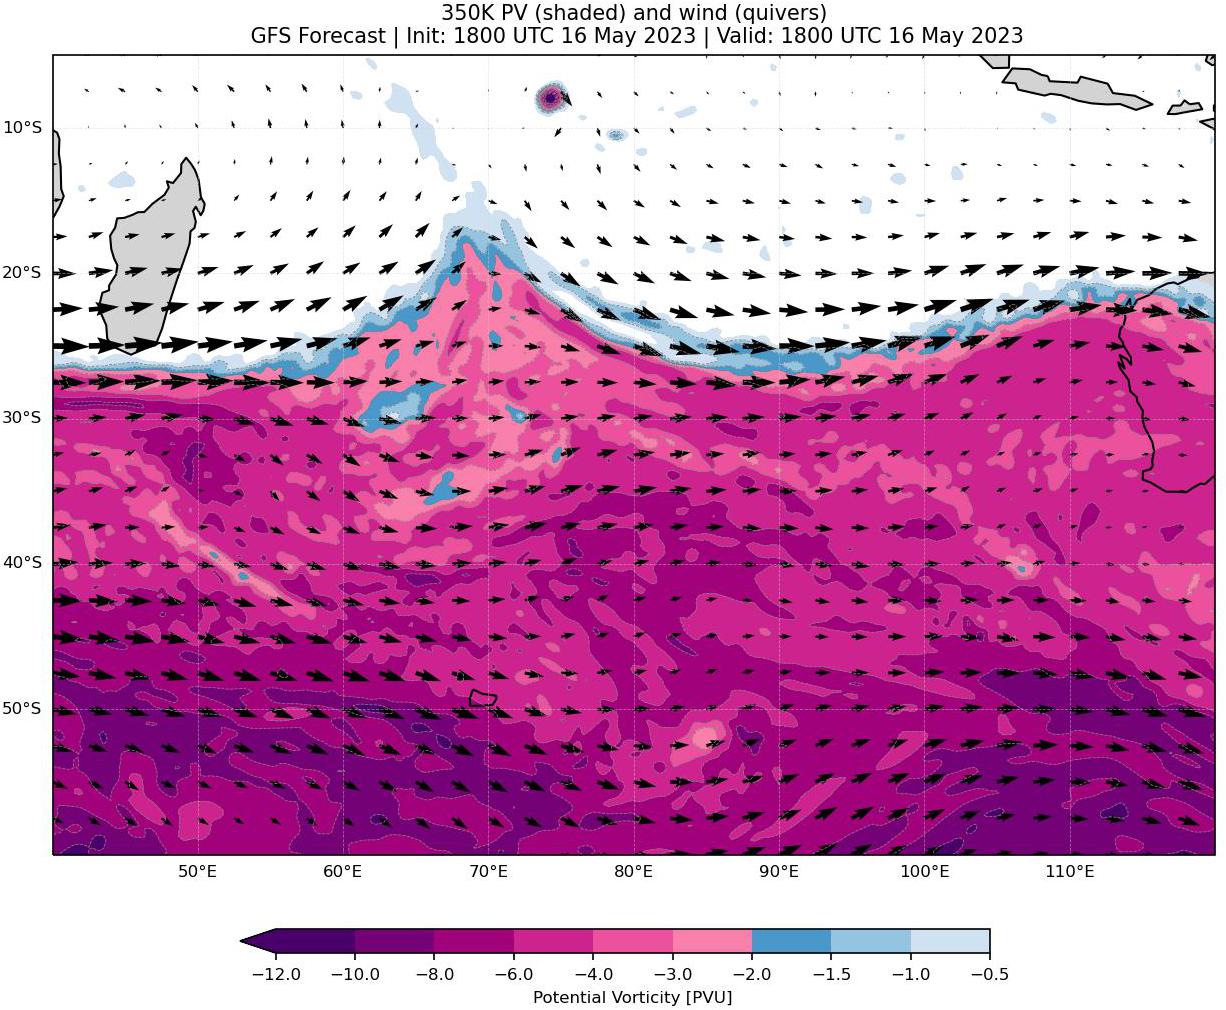 350K PV (shaded) and wind (quivers)
GFS Forecast | Init: 1800 UTC 16 May 2023 | Valid: 1800 UTC 16 May 2023
10°S
20°S
30°S
40°S
50°S
50°E 60°E 70°E 80°E 90°E 100°E 110°E
−12.0 −10.0 −8.0 −6.0 −4.0 −3.0 −2.0 −1.5 −1.0 −0.5
Potential Vorticity [PVU]